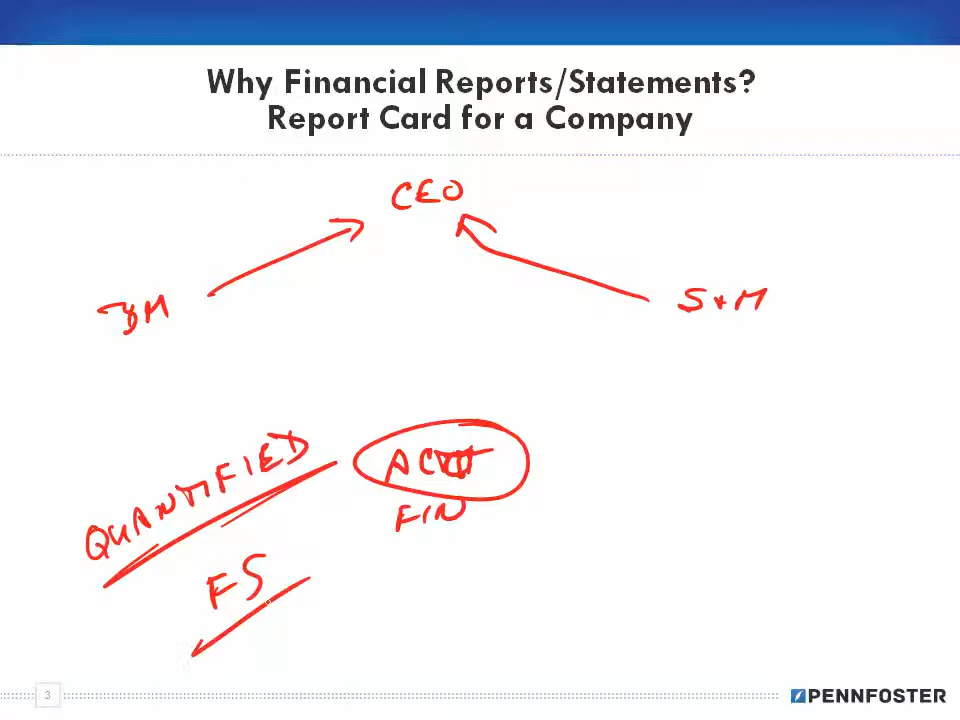 Why Financial Reports/Statements?
Report Card for a Company
CEO
S+M
QUANTIFIED
FIN
FS
3
PENNFOSTER